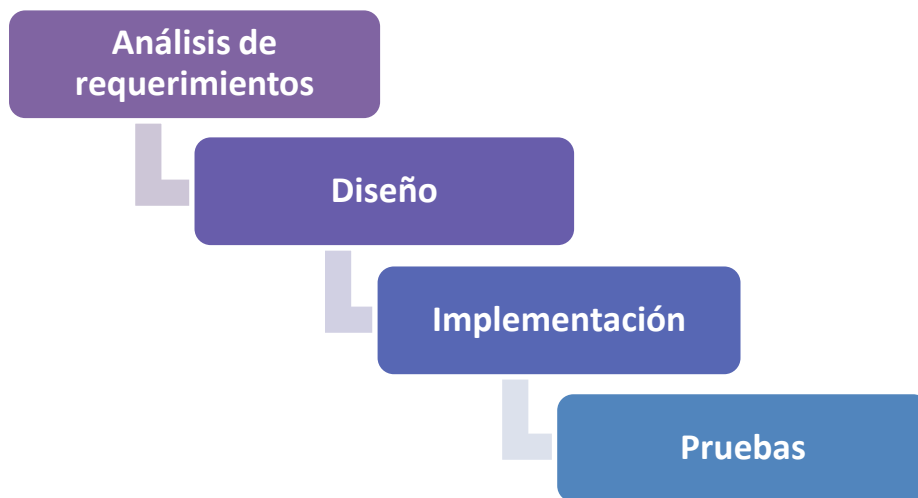 Análisis de
requerimientos
Diseño
Implementación
Pruebas